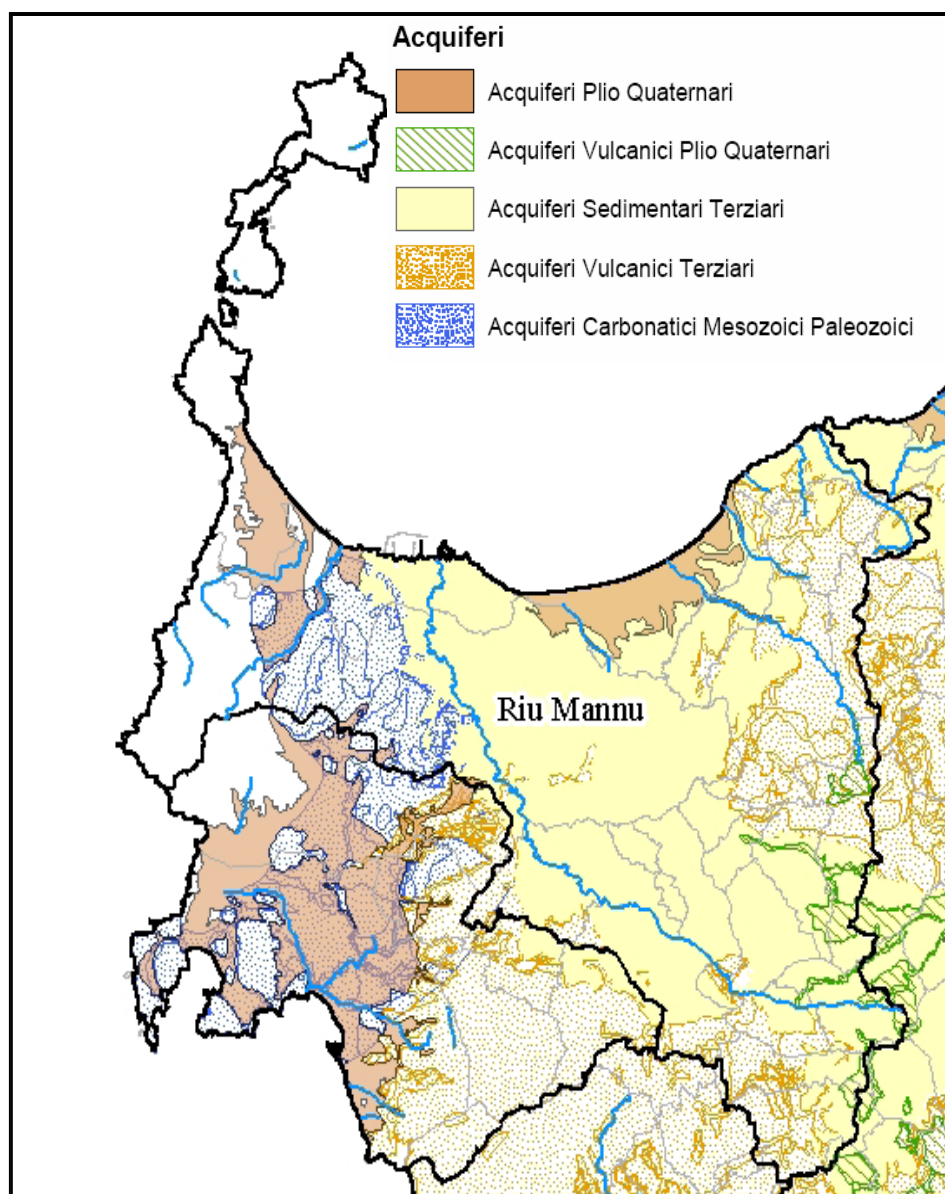 Acquiferi
Acquiferi Plio Quaternari
Acquiferi Vulcanici Plio Quaternari
Acquiferi Sedimentari Terziari
Acquiferi Vulcanici Terziari
Acquiferi Carbonatici Mesozoici Paleozoici
Riu Mannu